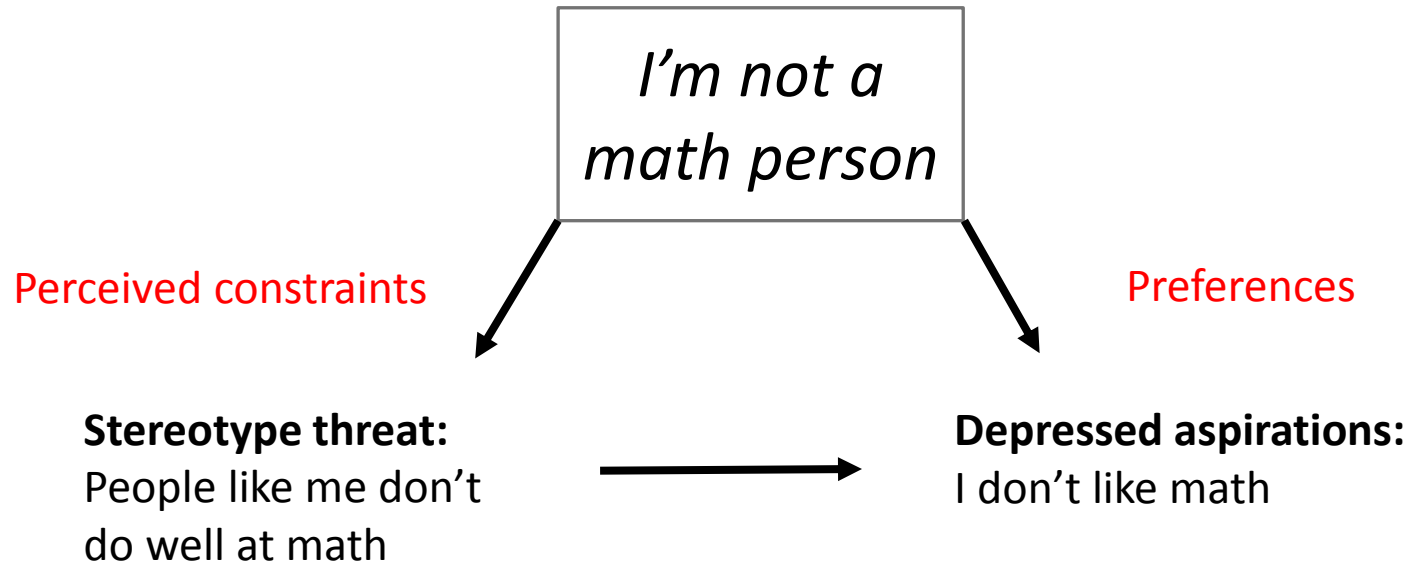 I’m not a
math person
Perceived constraints
Preferences
Stereotype threat:
People like me don’t
do well at math
Depressed aspirations:
I don’t like math